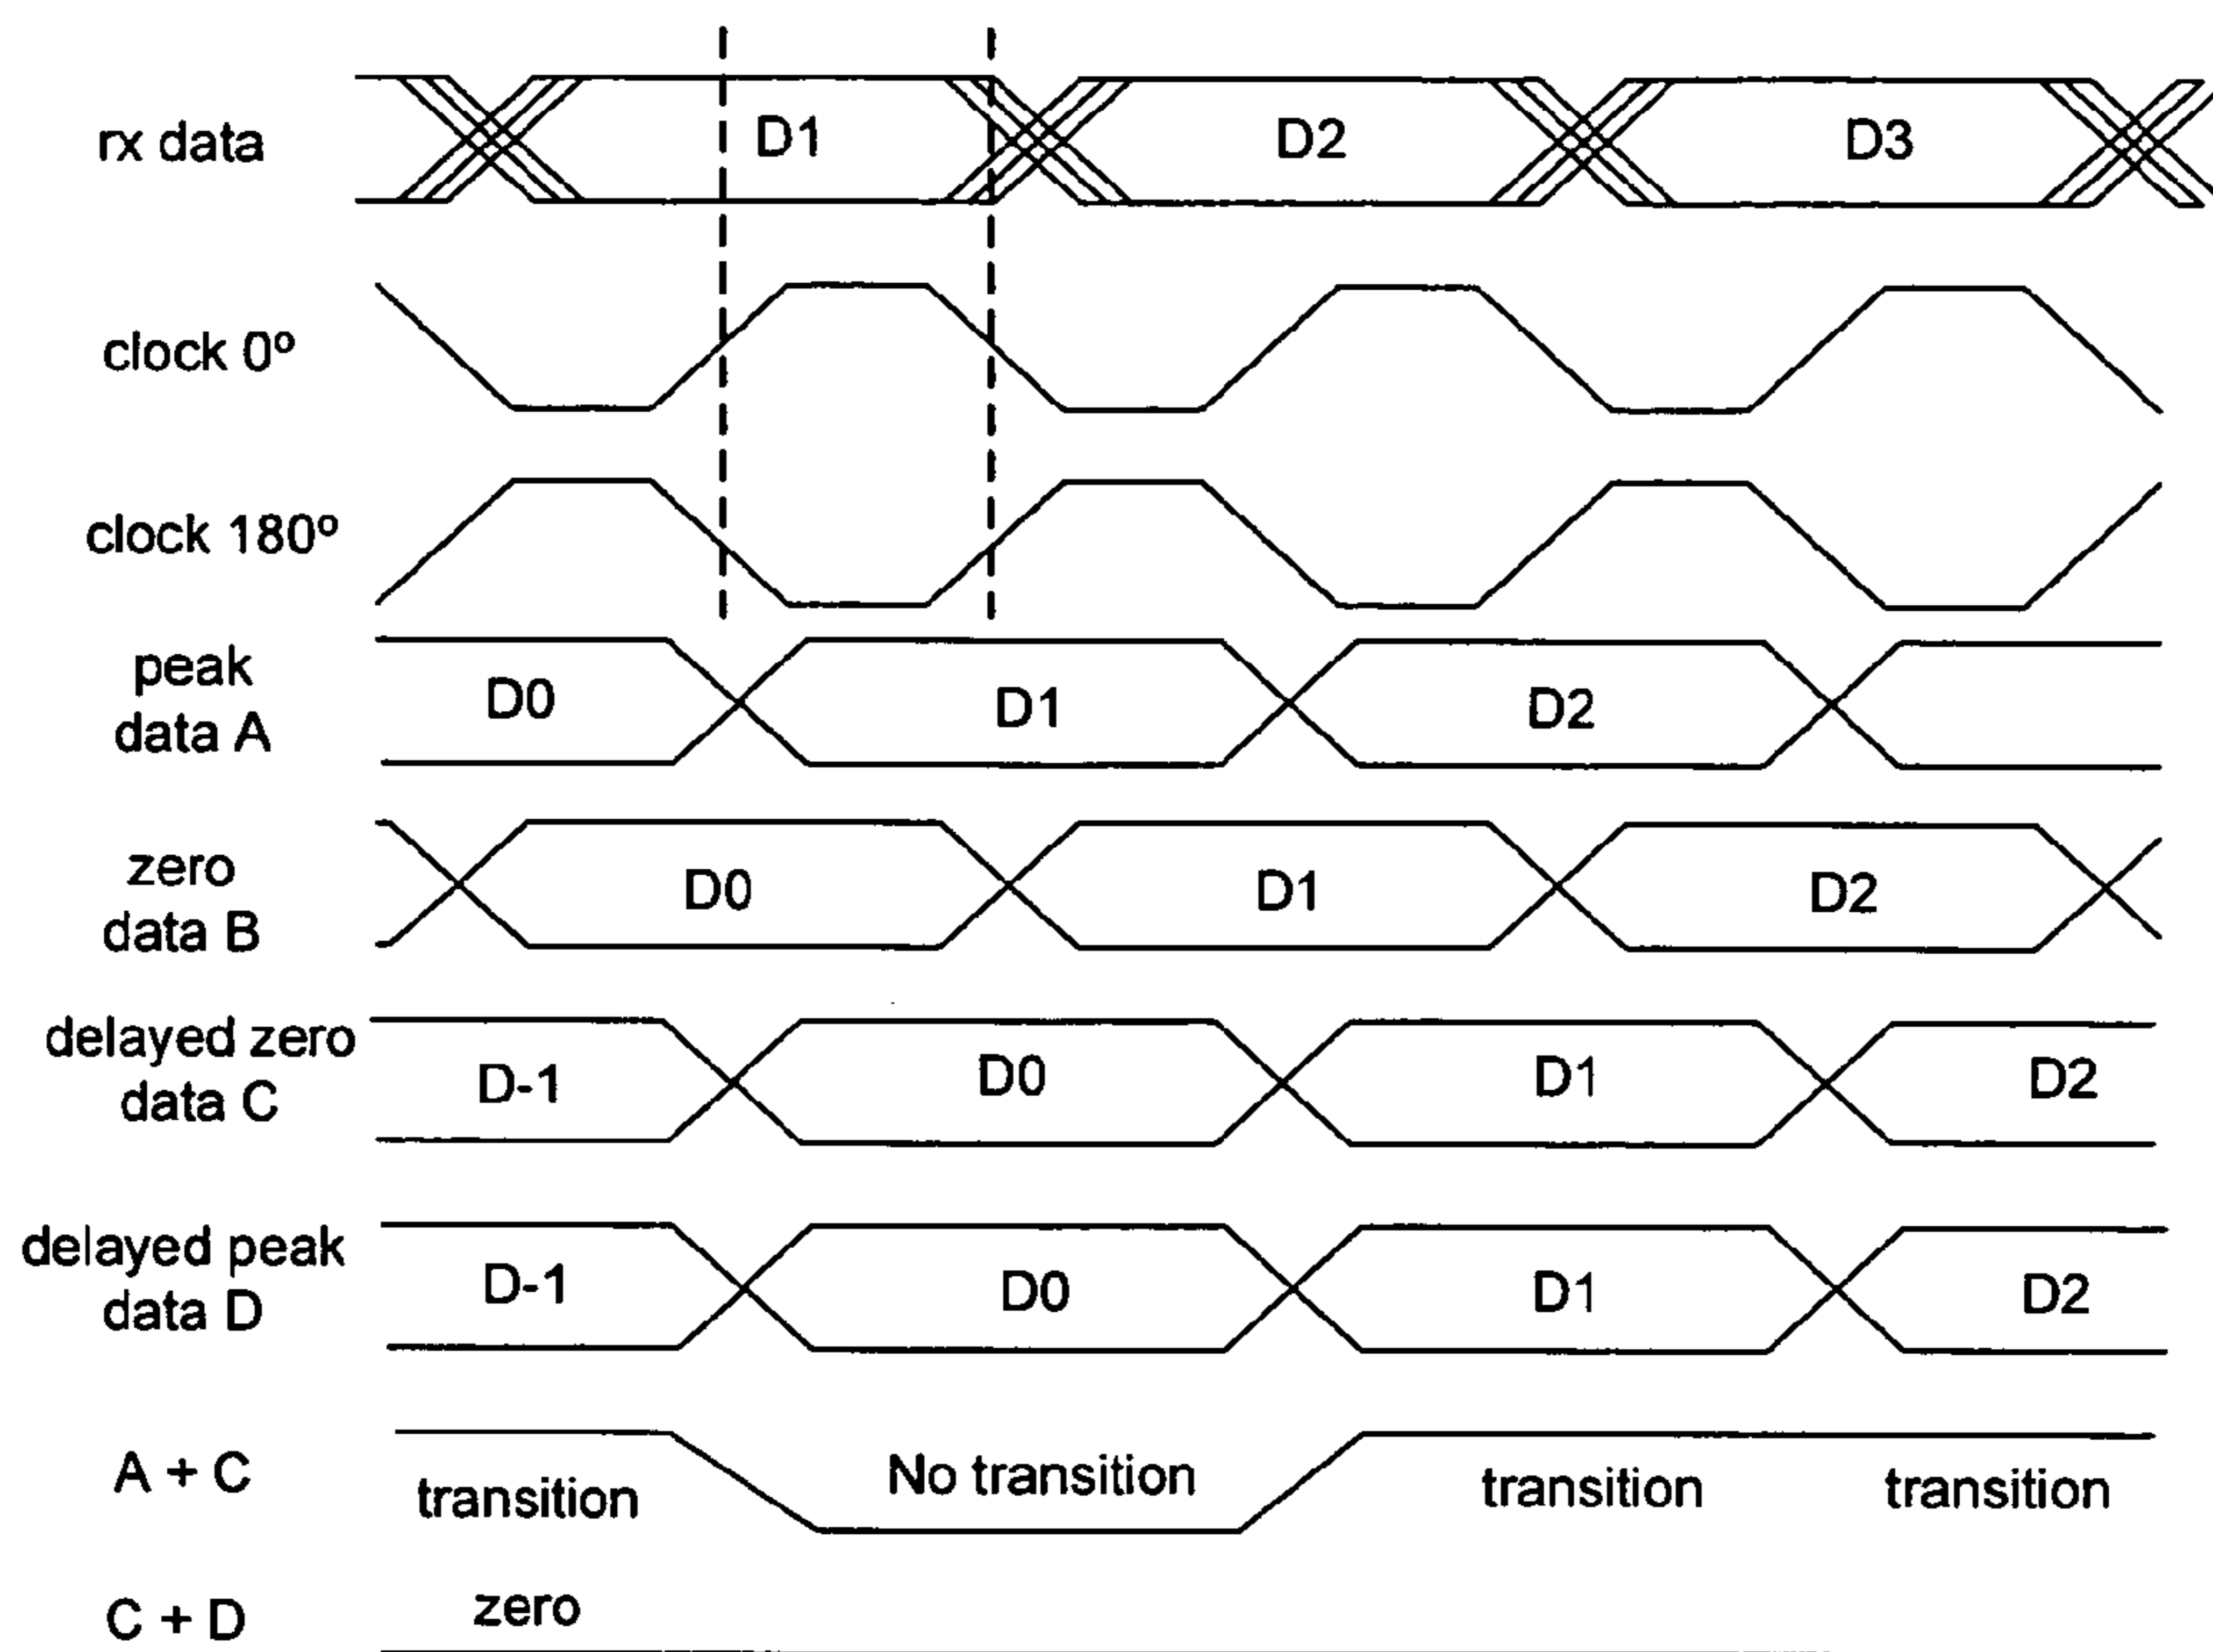 rx data
D1
D2
D3
clock 0º
clock 180º
peak
data A
D0
D1
D2
zero
data B
D0
D1
D2
delayed zero
data C
D-1
D0
D1
D2
delayed peak
data D
D-1
D0
D1
D2
A + C
transition
No transition
transition
transition
C + D
zero